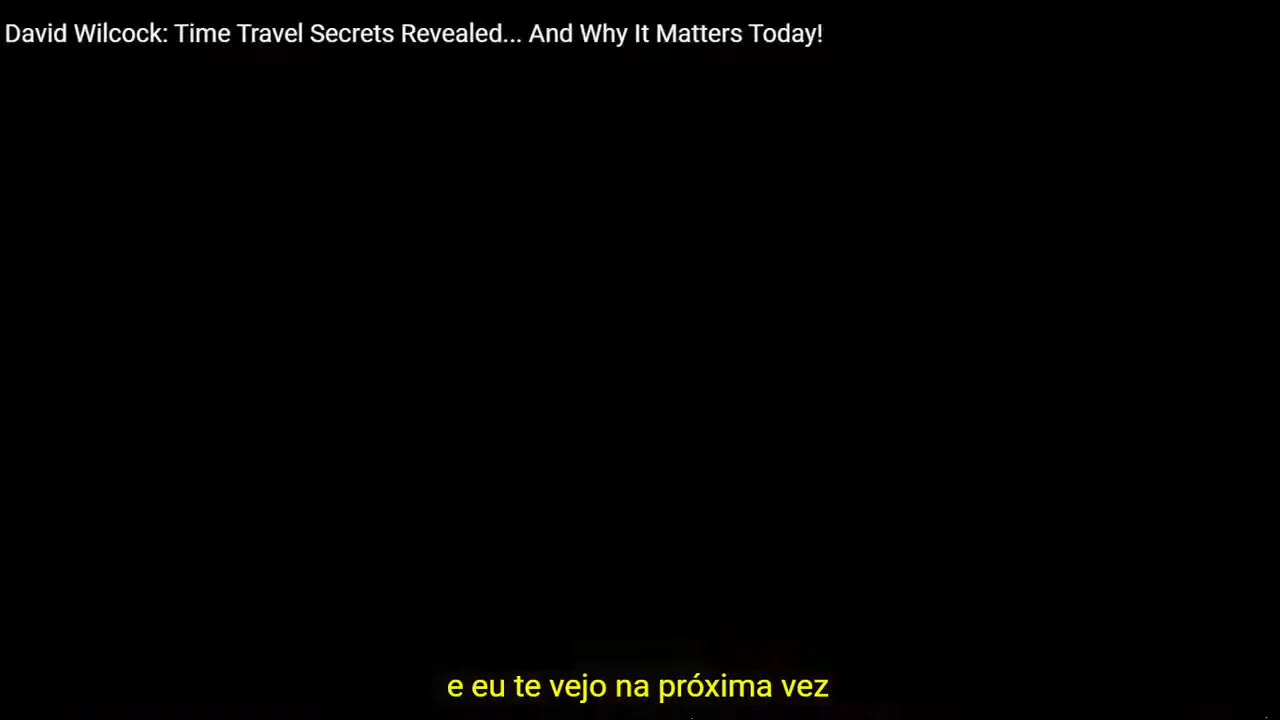 David Wilcock: Time Travel Secrets Revealed... And Why It Matters Today!
e eu te vejo na próxima vez